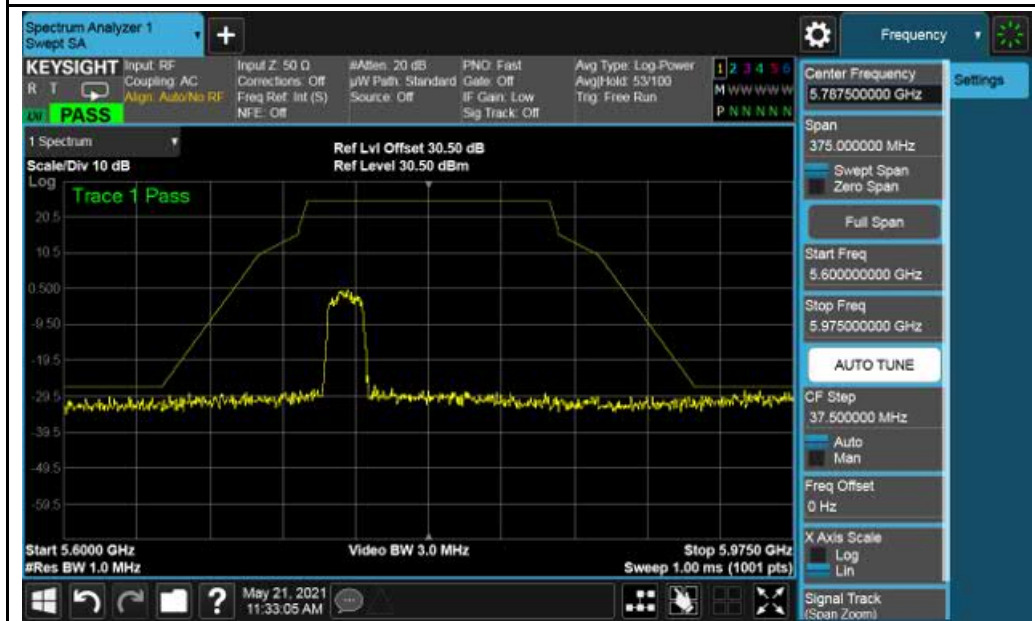 Spectrum Analyzer 1
Swept SA
Frequency
KEYSIGHT
R T
PASS
Input: RF
Coupling: AC
Align: Auto/No RF
Input Z: 50 Ω
Corrections: Off
Freq Ref: Int (S)
NFE: Off
#Atten: 20 dB
µW Path: Standard
Source: Off
PNO: Fast
Gate: Off
IF Gain: Low
Sig Track: Off
Avg Type: Log-Power
Avg|Hold: 53/100
Trig: Free Run
1 2 3 4 5 6
M W W W W W
P N N N N N
1 Spectrum
Scale/Div 10 dB
Ref Lvl Offset 30.50 dB
Ref Level 30.50 dBm
Log
Trace 1 Pass
20.5
10.5
0.500
-9.50
-19.5
-29.5
-39.5
-49.5
-59.5
Start 5.6000 GHz
#Res BW 1.0 MHz
Video BW 3.0 MHz
Stop 5.9750 GHz
Sweep 1.00 ms (1001 pts)
Center Frequency
5.787500000 GHz
Settings
Span
375.000000 MHz
Swept Span
Zero Span
Full Span
Start Freq
5.600000000 GHz
Stop Freq
5.975000000 GHz
AUTO TUNE
CF Step
37.500000 MHz
Auto
Man
Freq Offset
0 Hz
X Axis Scale
Log
Lin
Signal Track
(Span Zoom)
?
May 21, 2021
11:33:05 AM